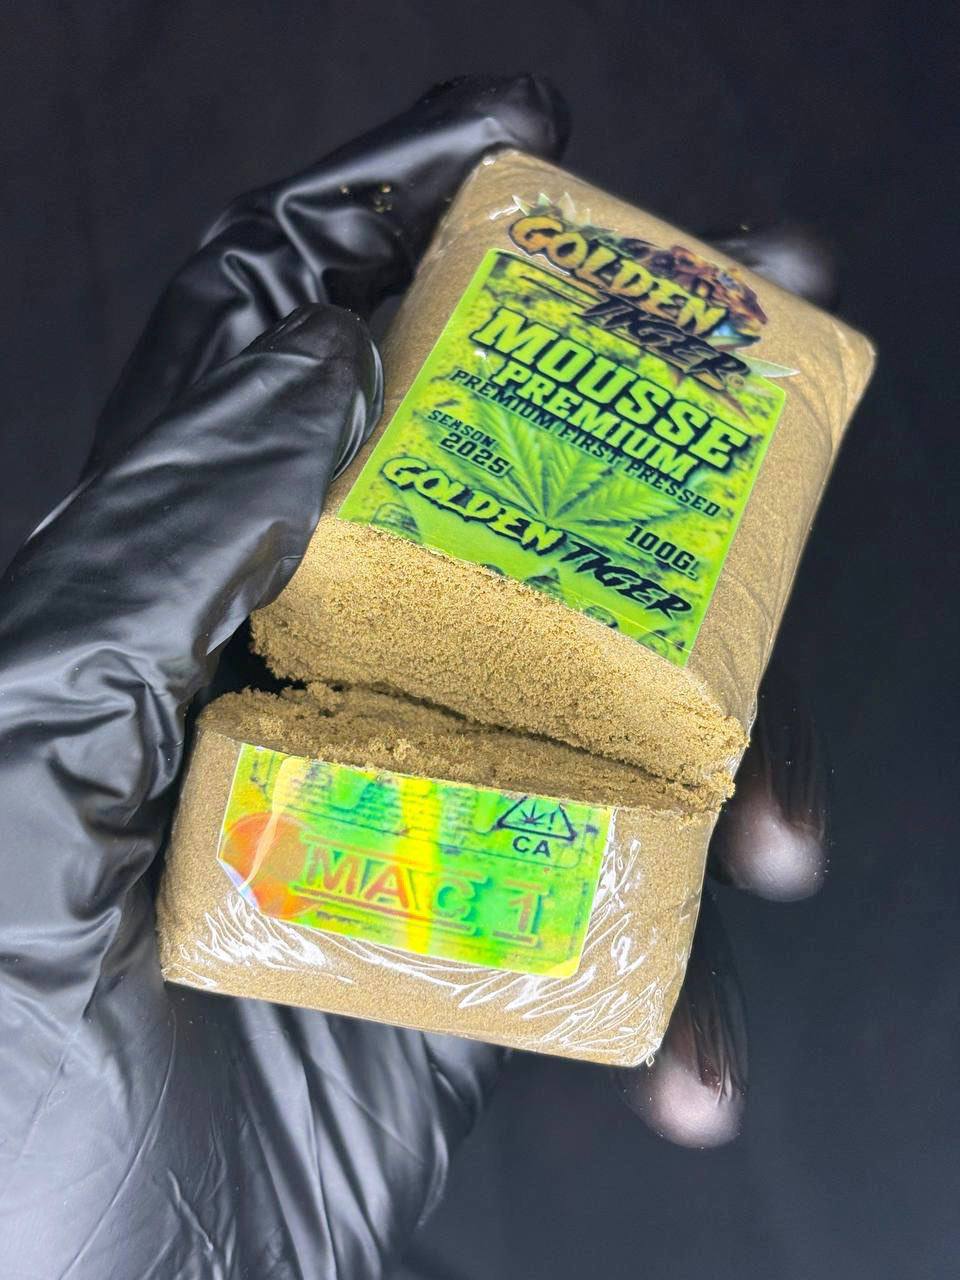 GOLDEN
TIGER
MOUSSE
PREMIUM
PREMIUM FIRST PRESSED
SEASON
2025
100G.
GOLDEN TIGER
CA
MAC 1